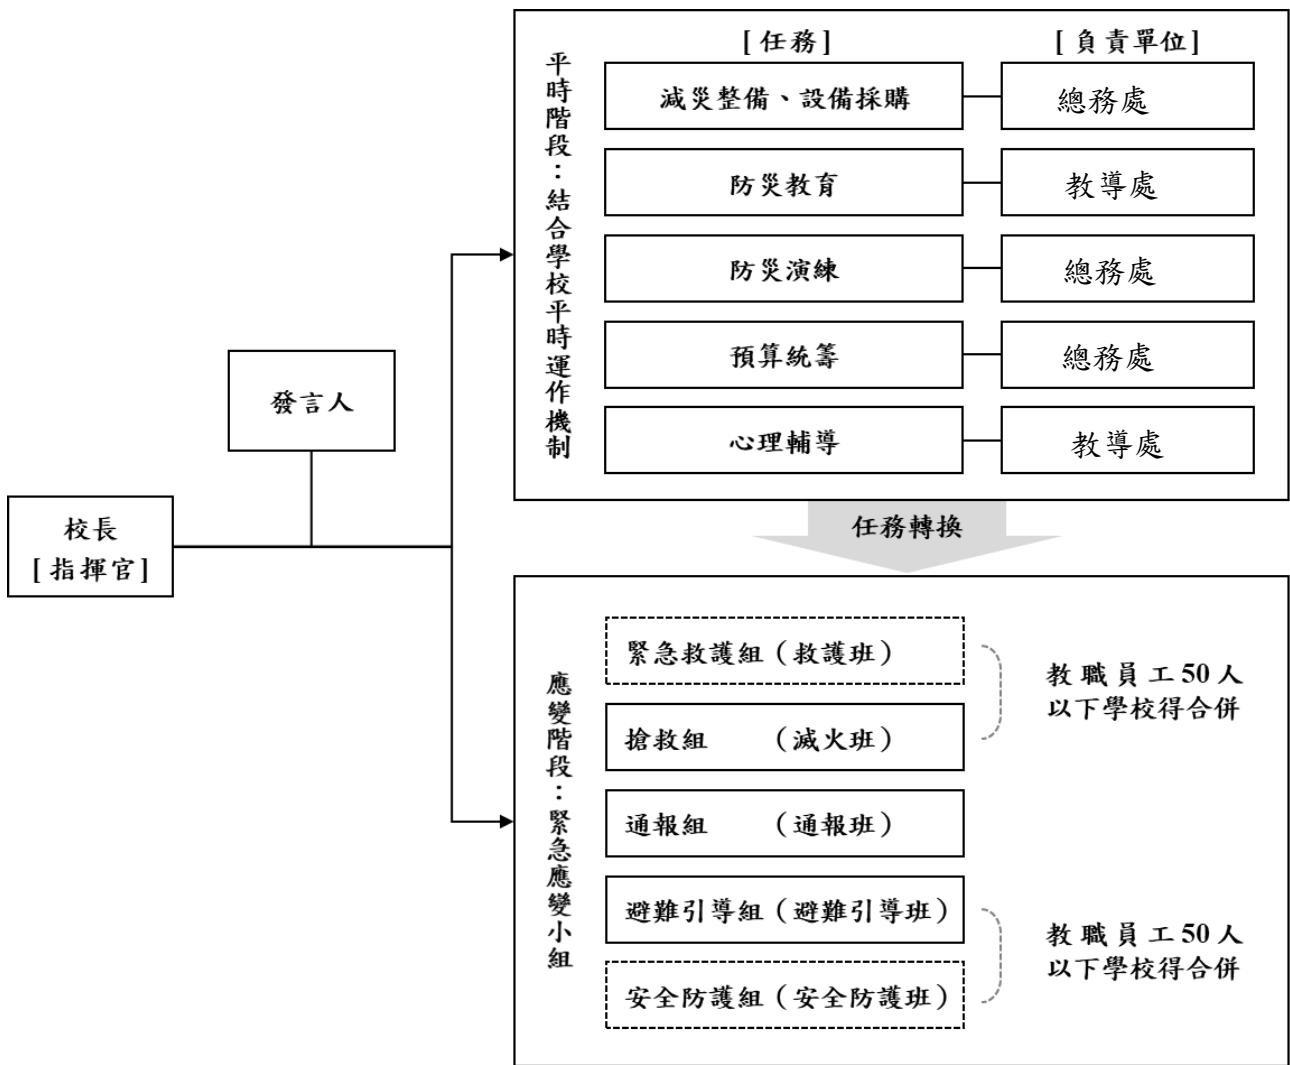 平時階段：結合學校平時運作機制
[任務]
[負責單位]
減災整備、設備採購
總務處
防災教育
教導處
防災演練
總務處
預算統籌
總務處
心理輔導
教導處
發言人
校長
[指揮官]
任務轉換
應變階段：緊急應變小組
緊急救護組（救護班）
搶救組　　（滅火班）
教職員工50人
以下學校得合併
通報組　　（通報班）
避難引導組（避難引導班）
安全防護組（安全防護班）
教職員工50人
以下學校得合併